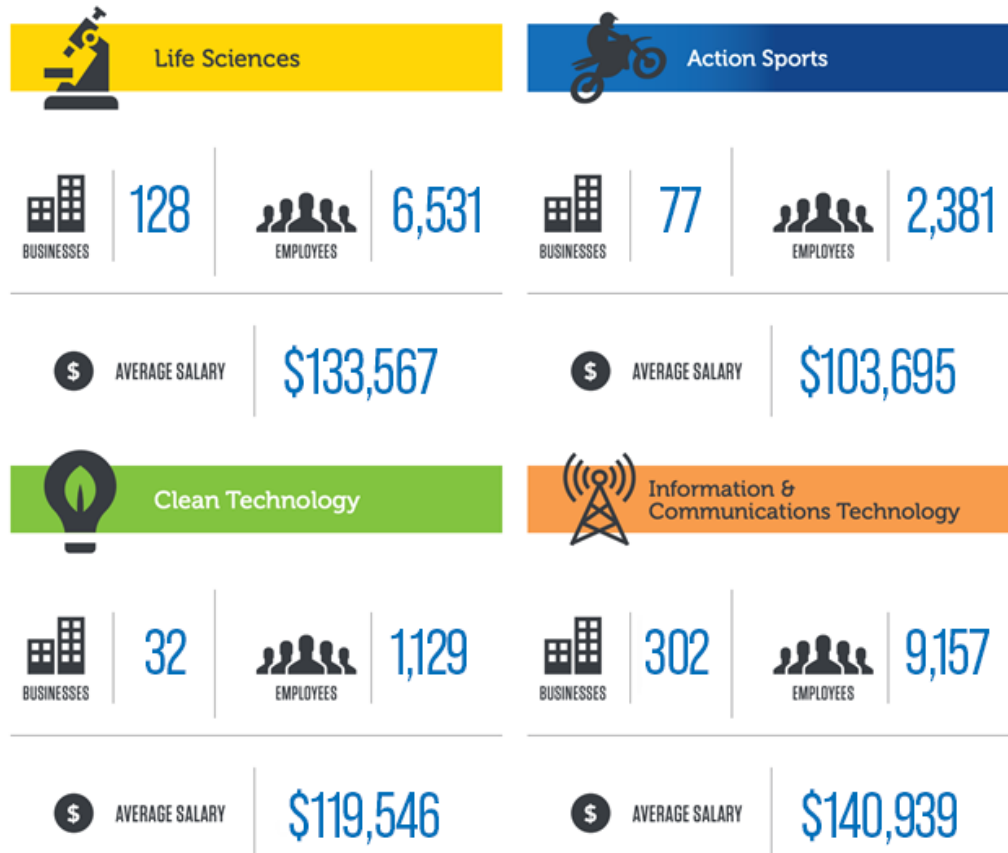 Life Sciences
128
BUSINESSES
6,531
EMPLOYEES
$
AVERAGE SALARY
$133,567
Action Sports
77
BUSINESSES
2,381
EMPLOYEES
$
AVERAGE SALARY
$103,695
Clean Technology
32
BUSINESSES
1,129
EMPLOYEES
$
AVERAGE SALARY
$119,546
Information &
Communications Technology
302
BUSINESSES
9,157
EMPLOYEES
$
AVERAGE SALARY
$140,939